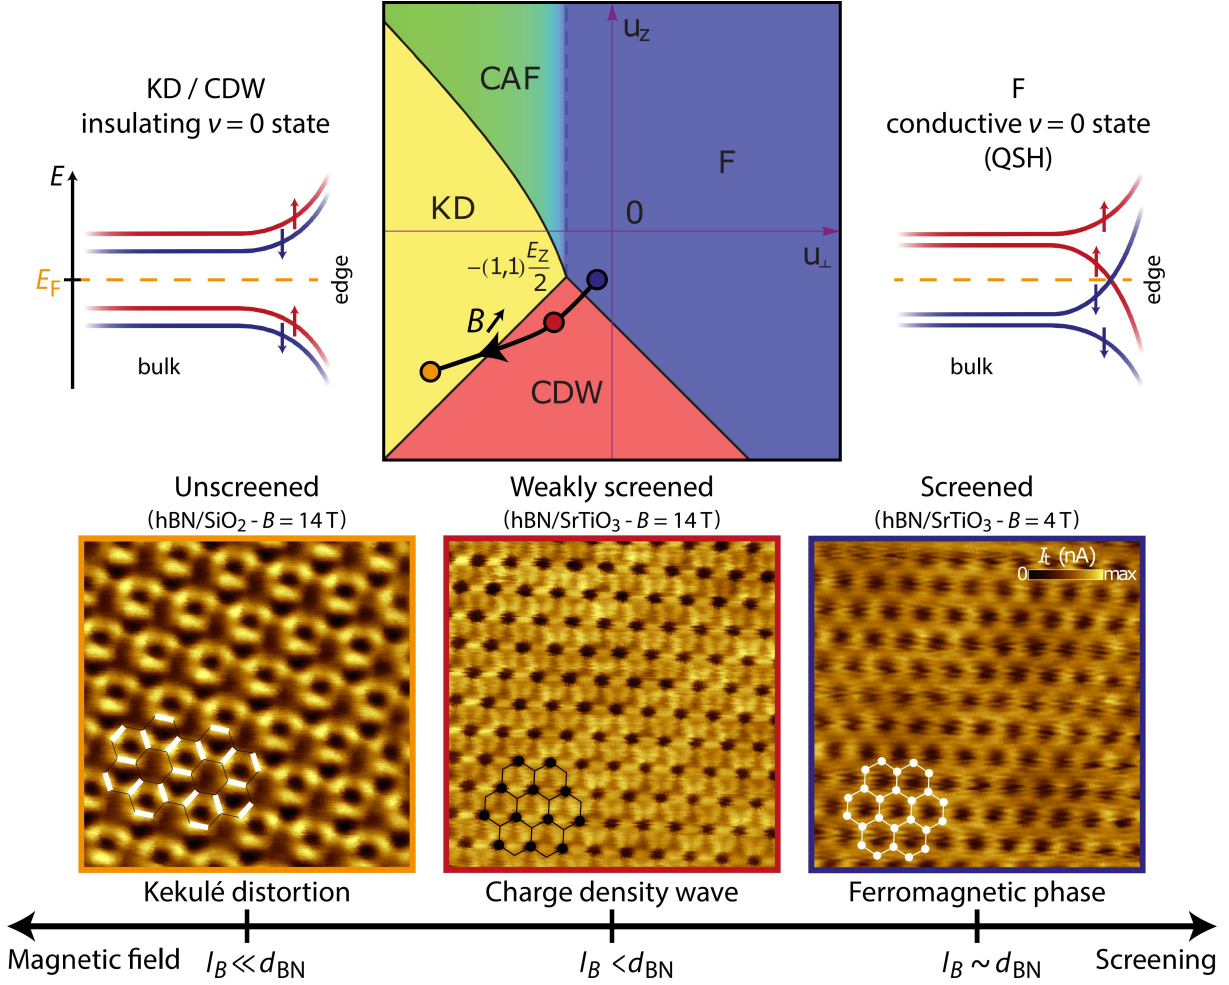 KD / CDW
insulating ν = 0 state
E
E_F
edge
bulk
u_Z
CAF
F
KD
0
u_⊥
−(1,1) E_Z/2
B
CDW
F
conductive ν = 0 state
(QSH)
edge
bulk
Unscreened
(hBN/SiO₂ - B = 14 T)
Weakly screened
(hBN/SrTiO₃ - B = 14 T)
Screened
(hBN/SrTiO₃ - B = 4 T)
I_t (nA)
0 max
Kekulé distortion
Charge density wave
Ferromagnetic phase
Magnetic field
l_B ≪ d_BN
l_B < d_BN
l_B ~ d_BN
Screening